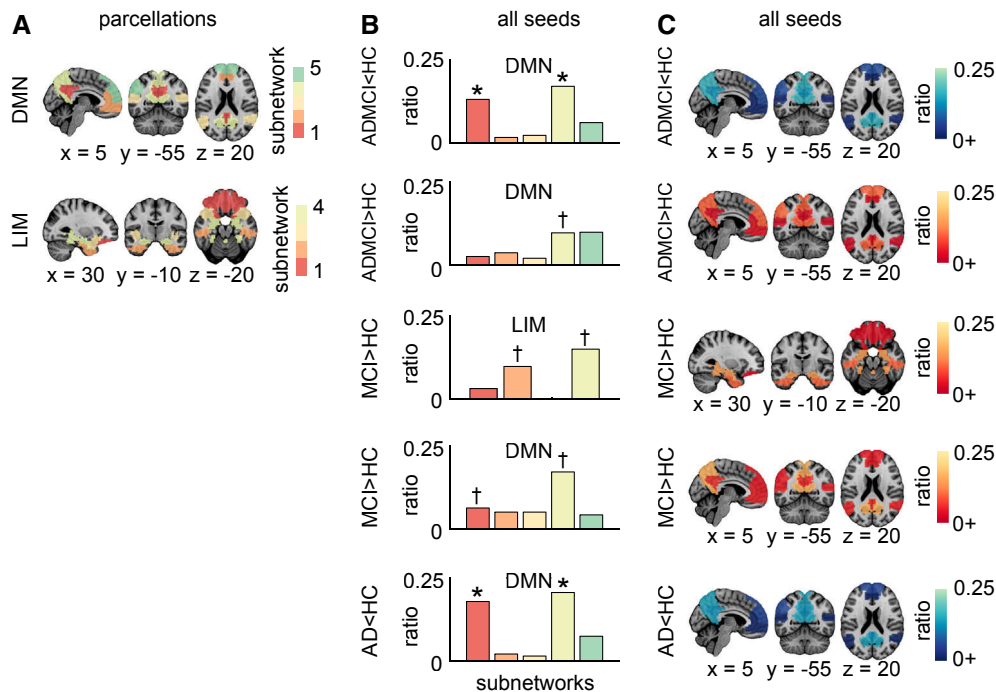 A
parcellations
DMN
subnetwork
5
1
x = 5 y = -55 z = 20
LIM
subnetwork
4
1
x = 30 y = -10 z = -20
B
all seeds
ADMCI<HC
ratio
0.25
0
DMN
*
*
ADMCI>HC
ratio
0.25
0
DMN
†
MCI>HC
ratio
0.25
0
LIM
†
†
MCI>HC
ratio
0.25
0
DMN
†
†
AD<HC
ratio
0.25
0
DMN
*
*
subnetworks
C
all seeds
ADMCI<HC
x = 5 y = -55 z = 20
ratio
0.25
0+
ADMCI>HC
x = 5 y = -55 z = 20
ratio
0.25
0+
MCI>HC
x = 30 y = -10 z = -20
ratio
0.25
0+
MCI>HC
x = 5 y = -55 z = 20
ratio
0.25
0+
AD<HC
x = 5 y = -55 z = 20
ratio
0.25
0+